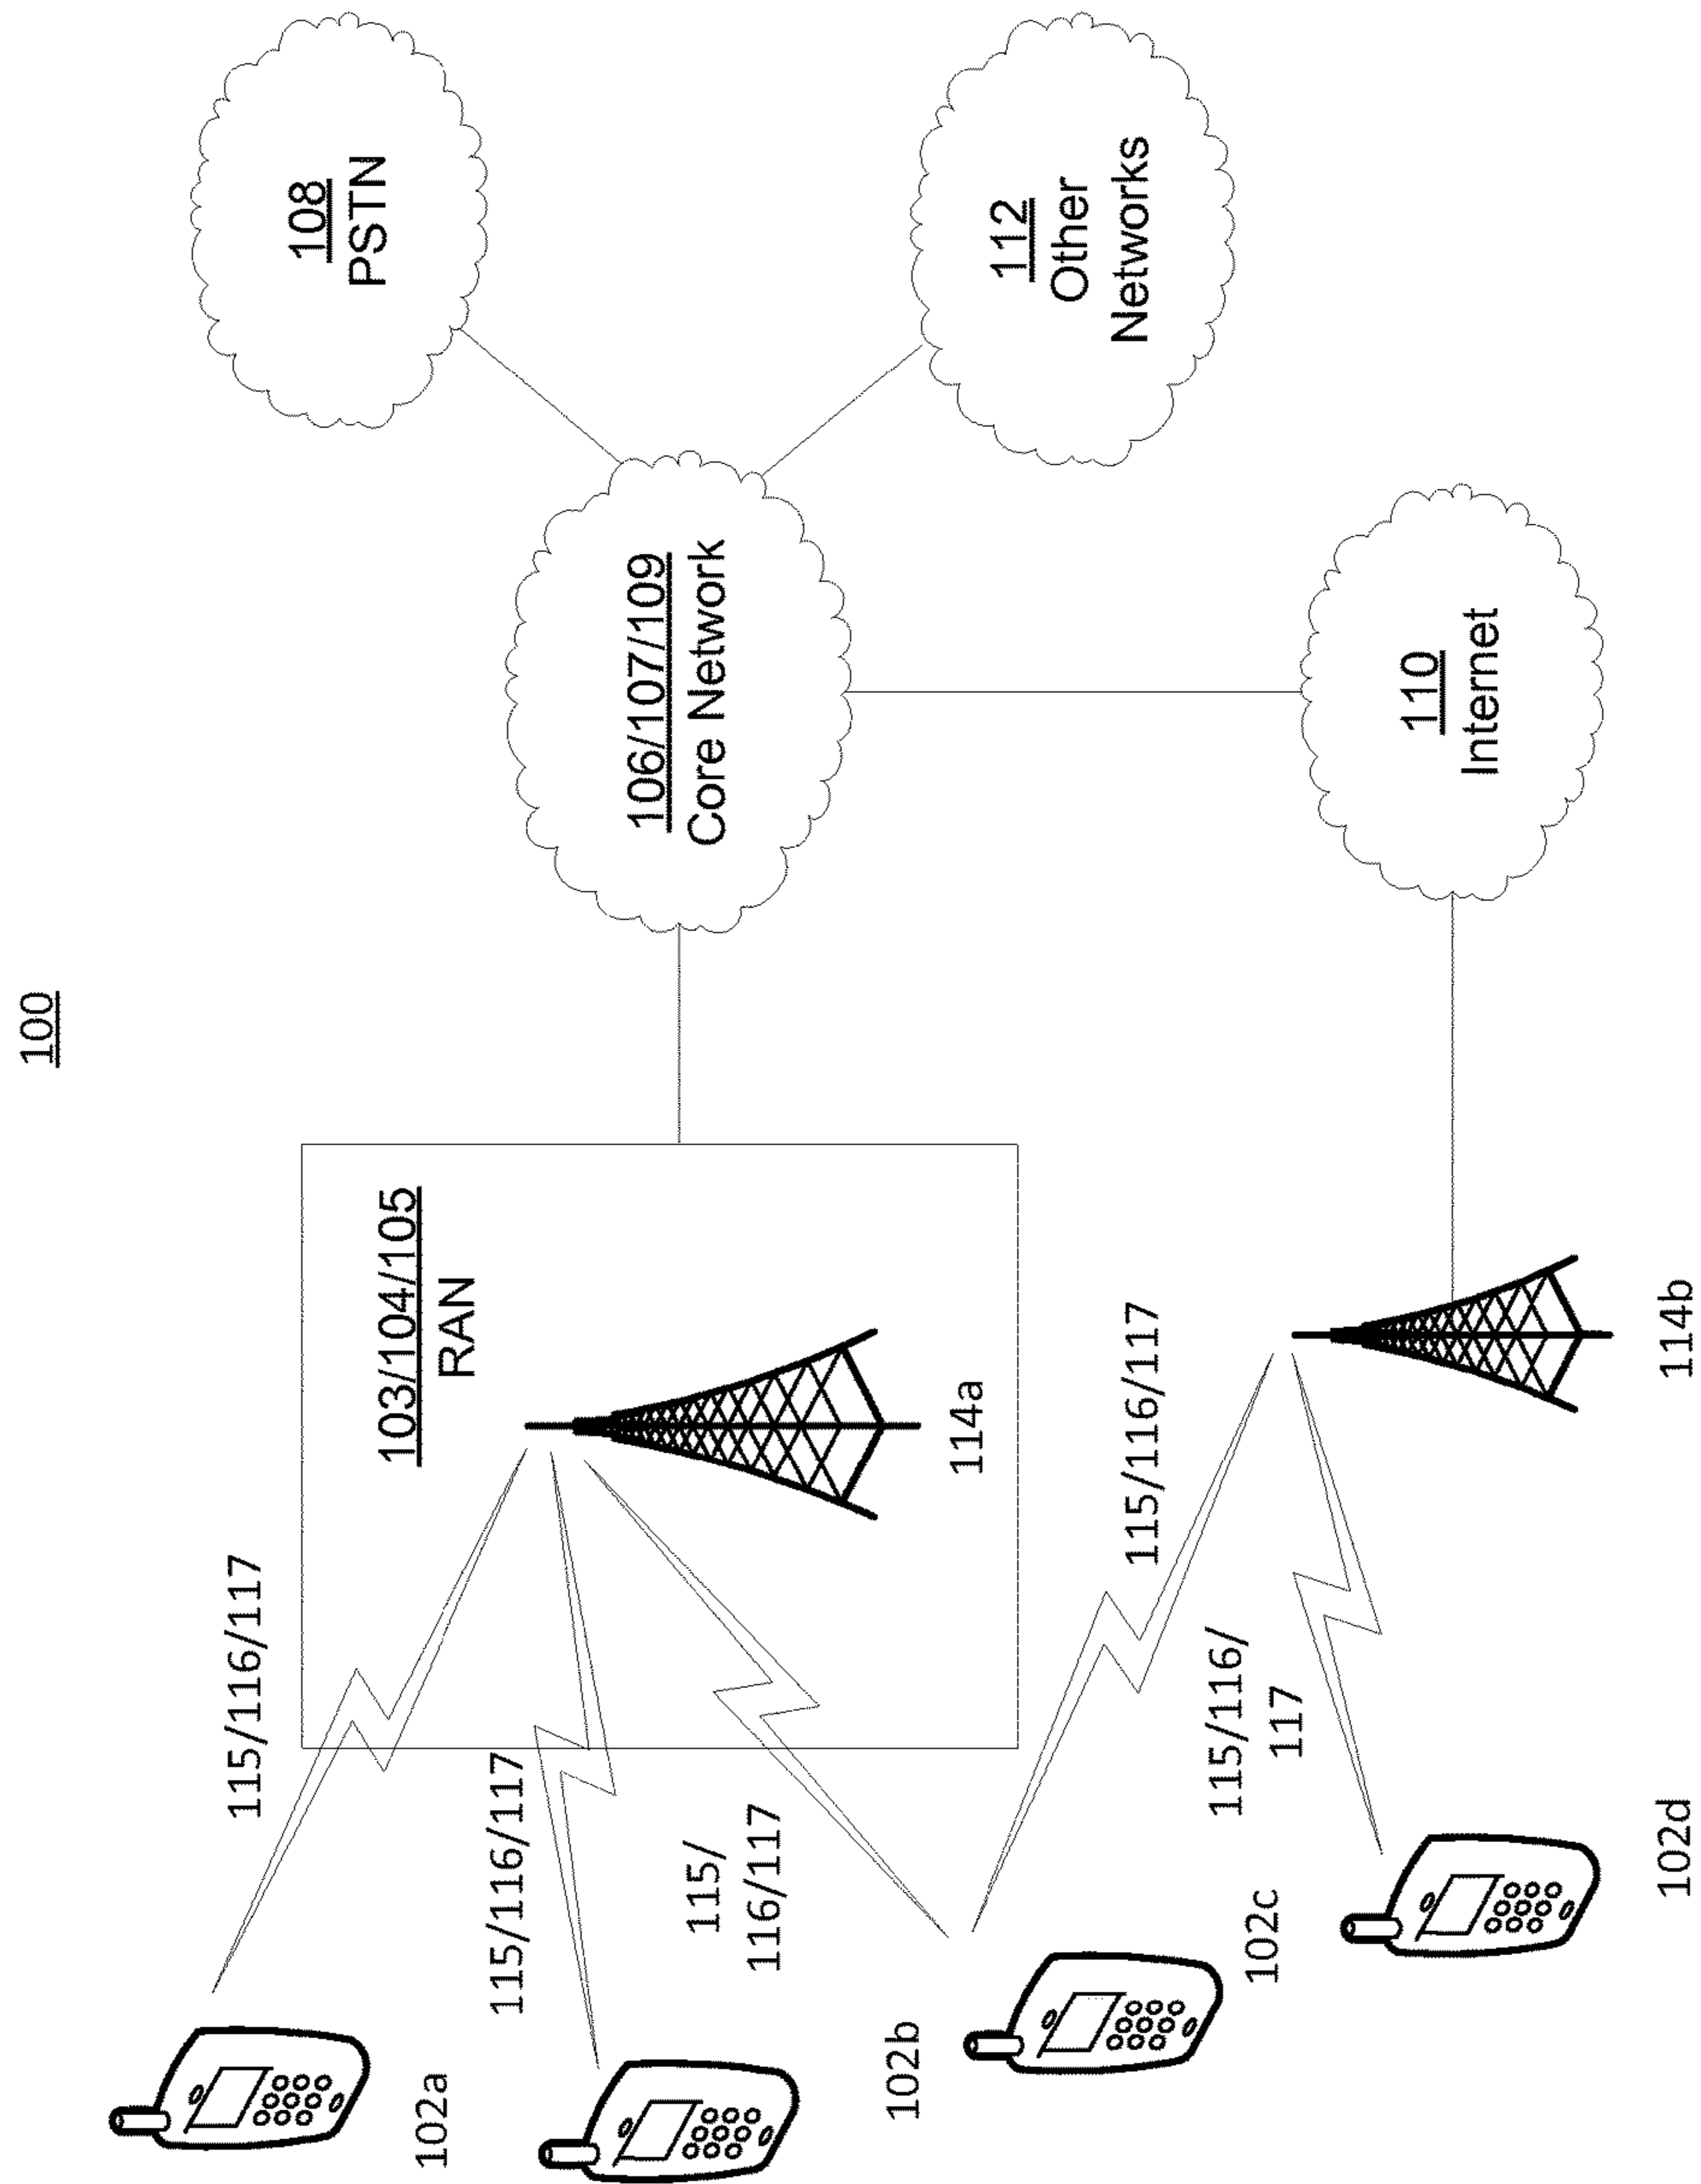 100
115/116/117
103/104/105
RAN
114a
102a
115/116/117
102b
115/
116/117
106/107/109
Core Network
108
PSTN
112
Other
Networks
115/116/117
102c
115/116/
117
114b
102d
110
Internet